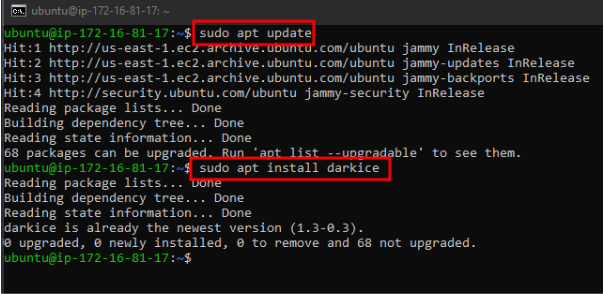 ubuntu@ip-172-16-81-17: ~
ubuntu@ip-172-16-81-17:~$ sudo apt update
Hit:1 http://us-east-1.ec2.archive.ubuntu.com/ubuntu jammy InRelease
Hit:2 http://us-east-1.ec2.archive.ubuntu.com/ubuntu jammy-updates InRelease
Hit:3 http://us-east-1.ec2.archive.ubuntu.com/ubuntu jammy-backports InRelease
Hit:4 http://security.ubuntu.com/ubuntu jammy-security InRelease
Reading package lists... Done
Building dependency tree... Done
Reading state information... Done
68 packages can be upgraded. Run 'apt list --upgradable' to see them.
ubuntu@ip-172-16-81-17:~$ sudo apt install darkice
Reading package lists... Done
Building dependency tree... Done
Reading state information... Done
darkice is already the newest version (1.3-0.3).
0 upgraded, 0 newly installed, 0 to remove and 68 not upgraded.
ubuntu@ip-172-16-81-17:~$